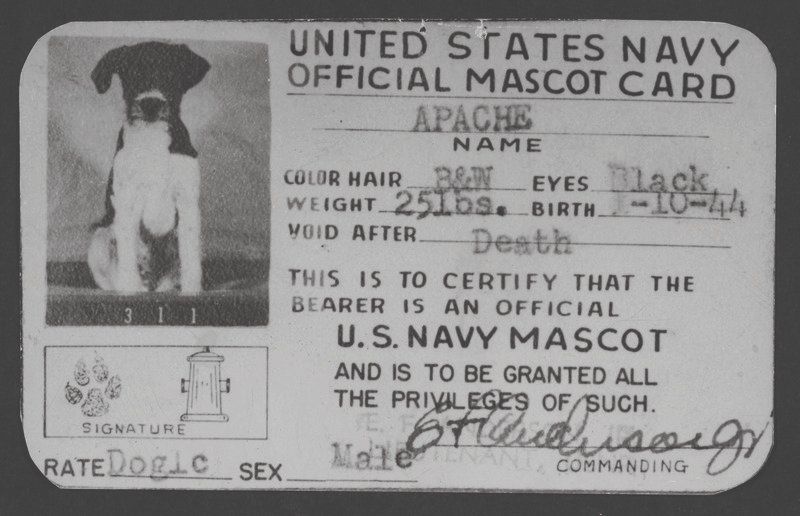 UNITED STATES NAVY
OFFICIAL MASCOT CARD
APACHE
NAME
COLOR HAIR B&W EYES Black
WEIGHT 25lbs. BIRTH 1-10-44
VOID AFTER Death
THIS IS TO CERTIFY THAT THE
BEARER IS AN OFFICIAL
U.S. NAVY MASCOT
AND IS TO BE GRANTED ALL
THE PRIVILEGES OF SUCH.
311
SIGNATURE
LIEUTENANT,
RATE Dog1c SEX Male COMMANDING